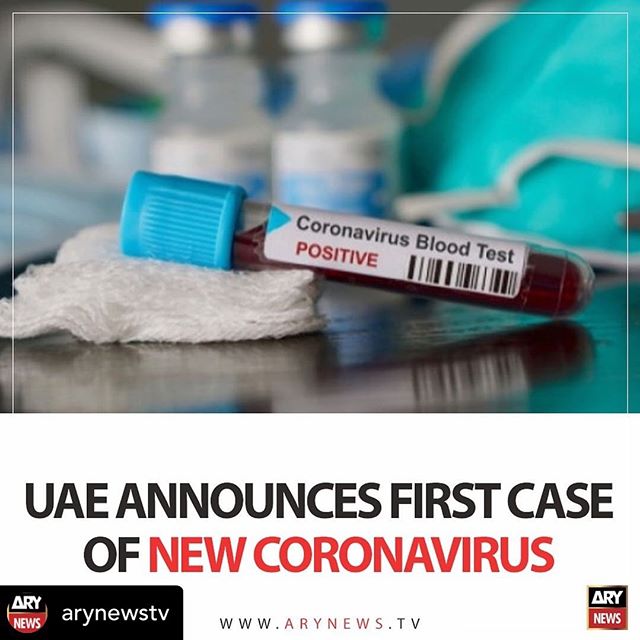 Coronavirus Blood Test
POSITIVE
UAE ANNOUNCES FIRST CASE
OF NEW CORONAVIRUS
ARY
NEWS
arynewstv
WWW.ARYNEWS.TV
ARY
NEWS